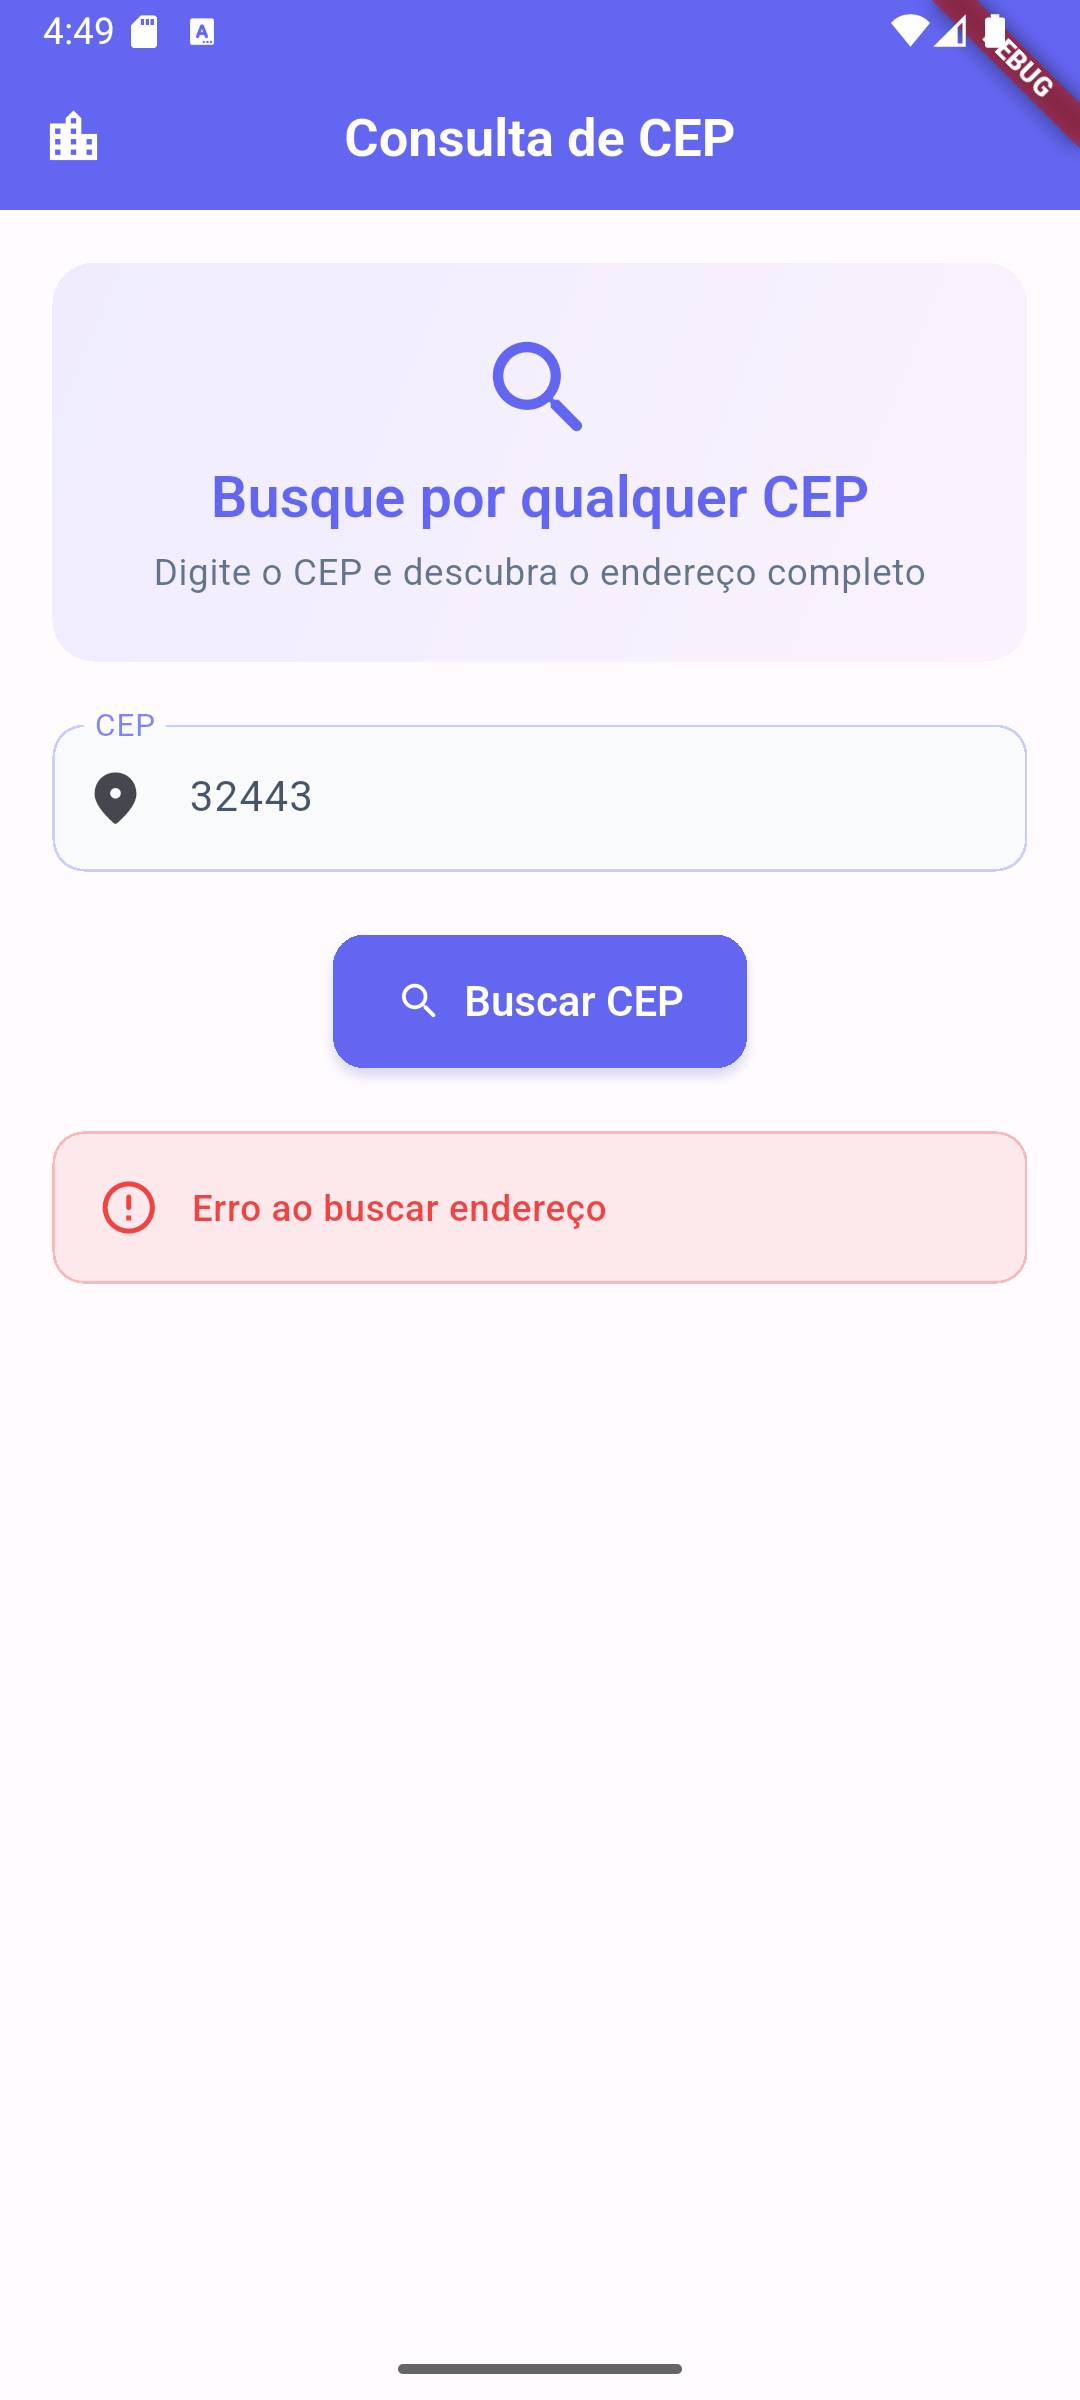 4:49
Consulta de CEP
Busque por qualquer CEP
Digite o CEP e descubra o endereço completo
CEP
32443
Buscar CEP
Erro ao buscar endereço